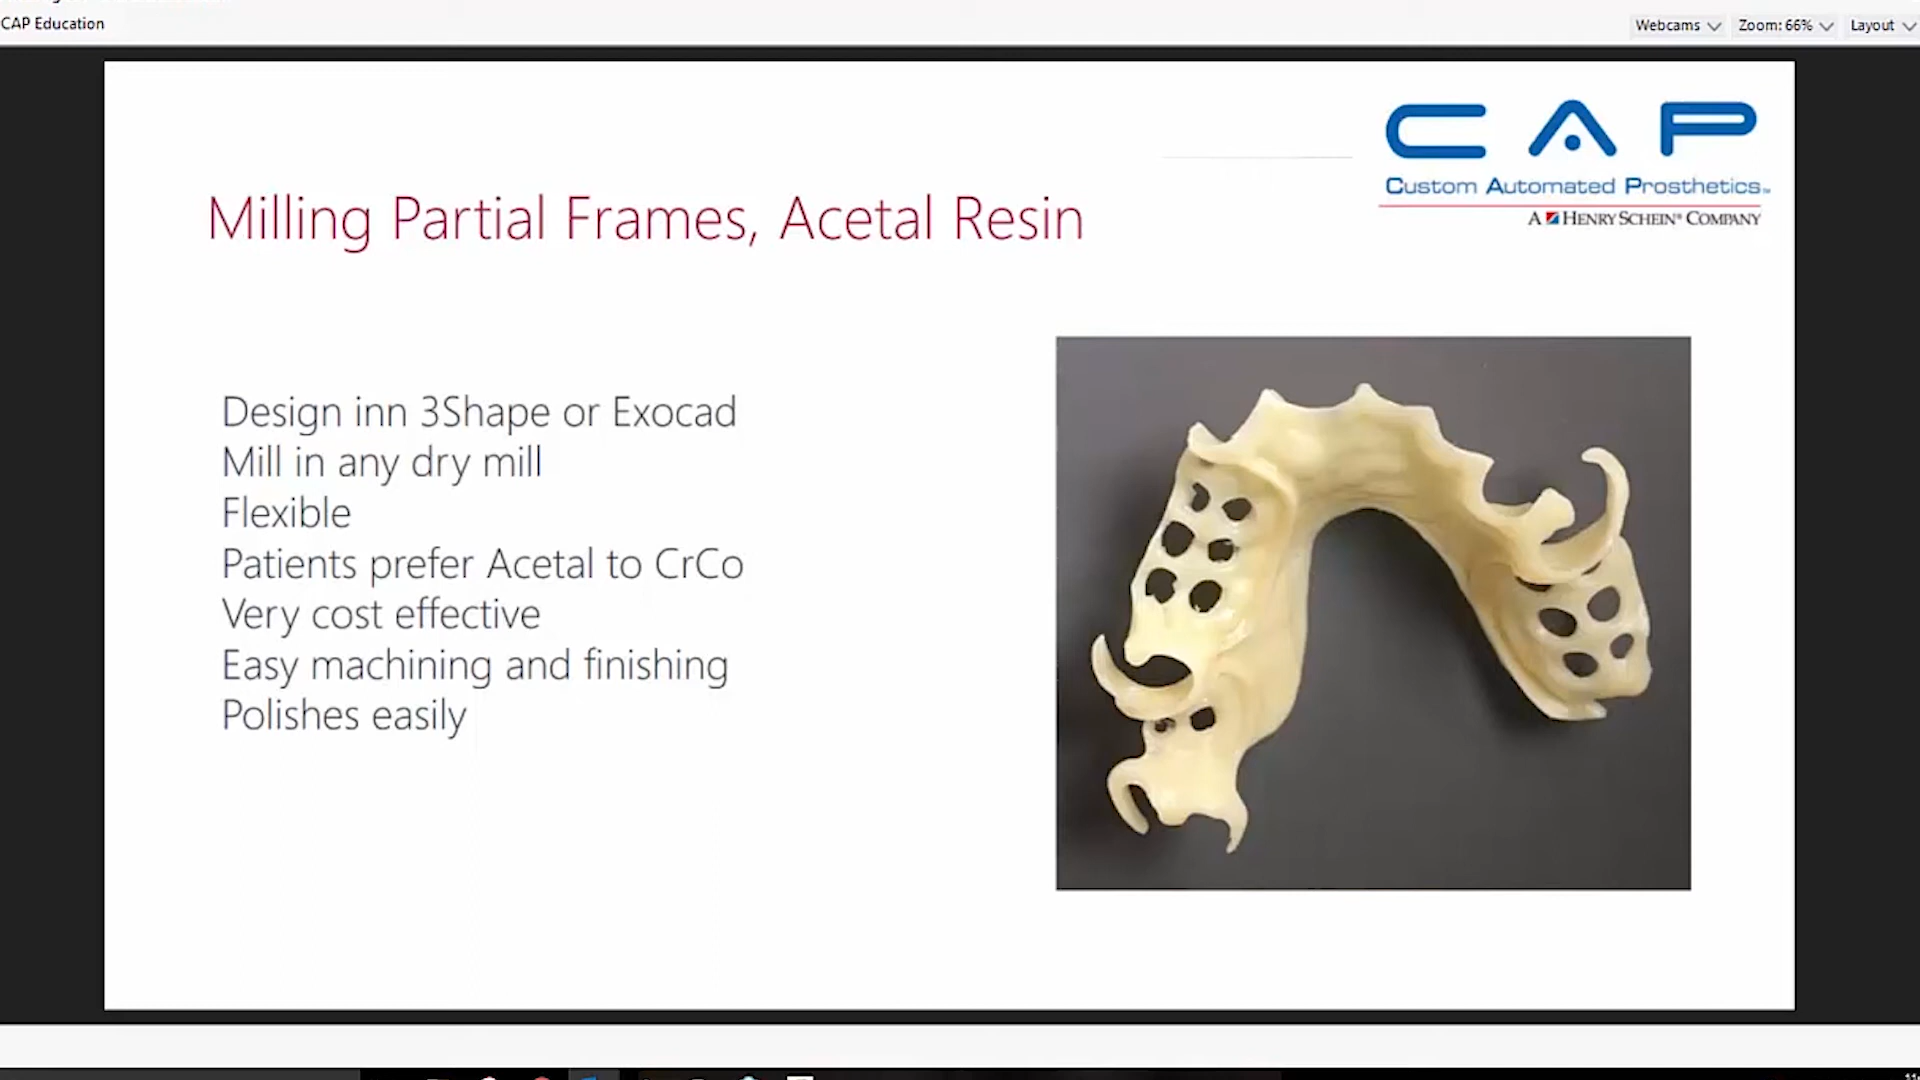 CAP Education
Webcams
Zoom: 66%
Layout
CAP
Custom Automated Prosthetics
A HENRY SCHEIN® COMPANY
Milling Partial Frames, Acetal Resin
Design inn 3Shape or Exocad
Mill in any dry mill
Flexible
Patients prefer Acetal to CrCo
Very cost effective
Easy machining and finishing
Polishes easily